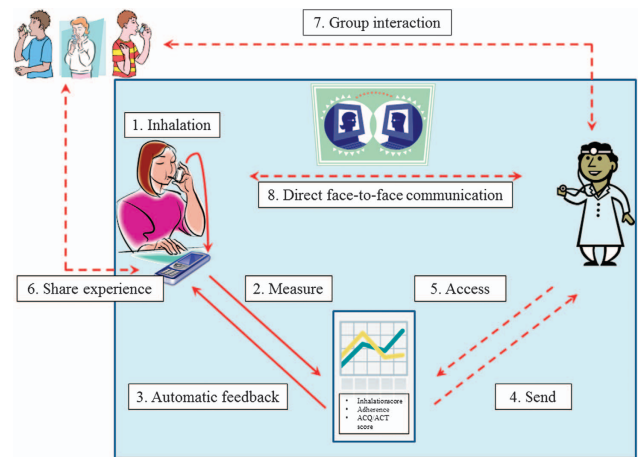 7. Group interaction
1. Inhalation
8. Direct face-to-face communication
6. Share experience
2. Measure
5. Access
3. Automatic feedback
4. Send
• Inhalationscore
• Adherence
• ACQ/ACT
score